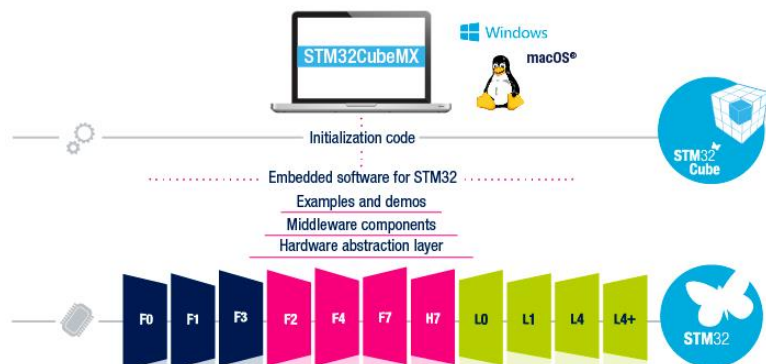 Windows
STM32CubeMX
macOS®
Initialization code
STM32
Cube
Embedded software for STM32
Examples and demos
Middleware components
Hardware abstraction layer
F0 F1 F3 F2 F4 F7 H7 L0 L1 L4 L4+
STM32